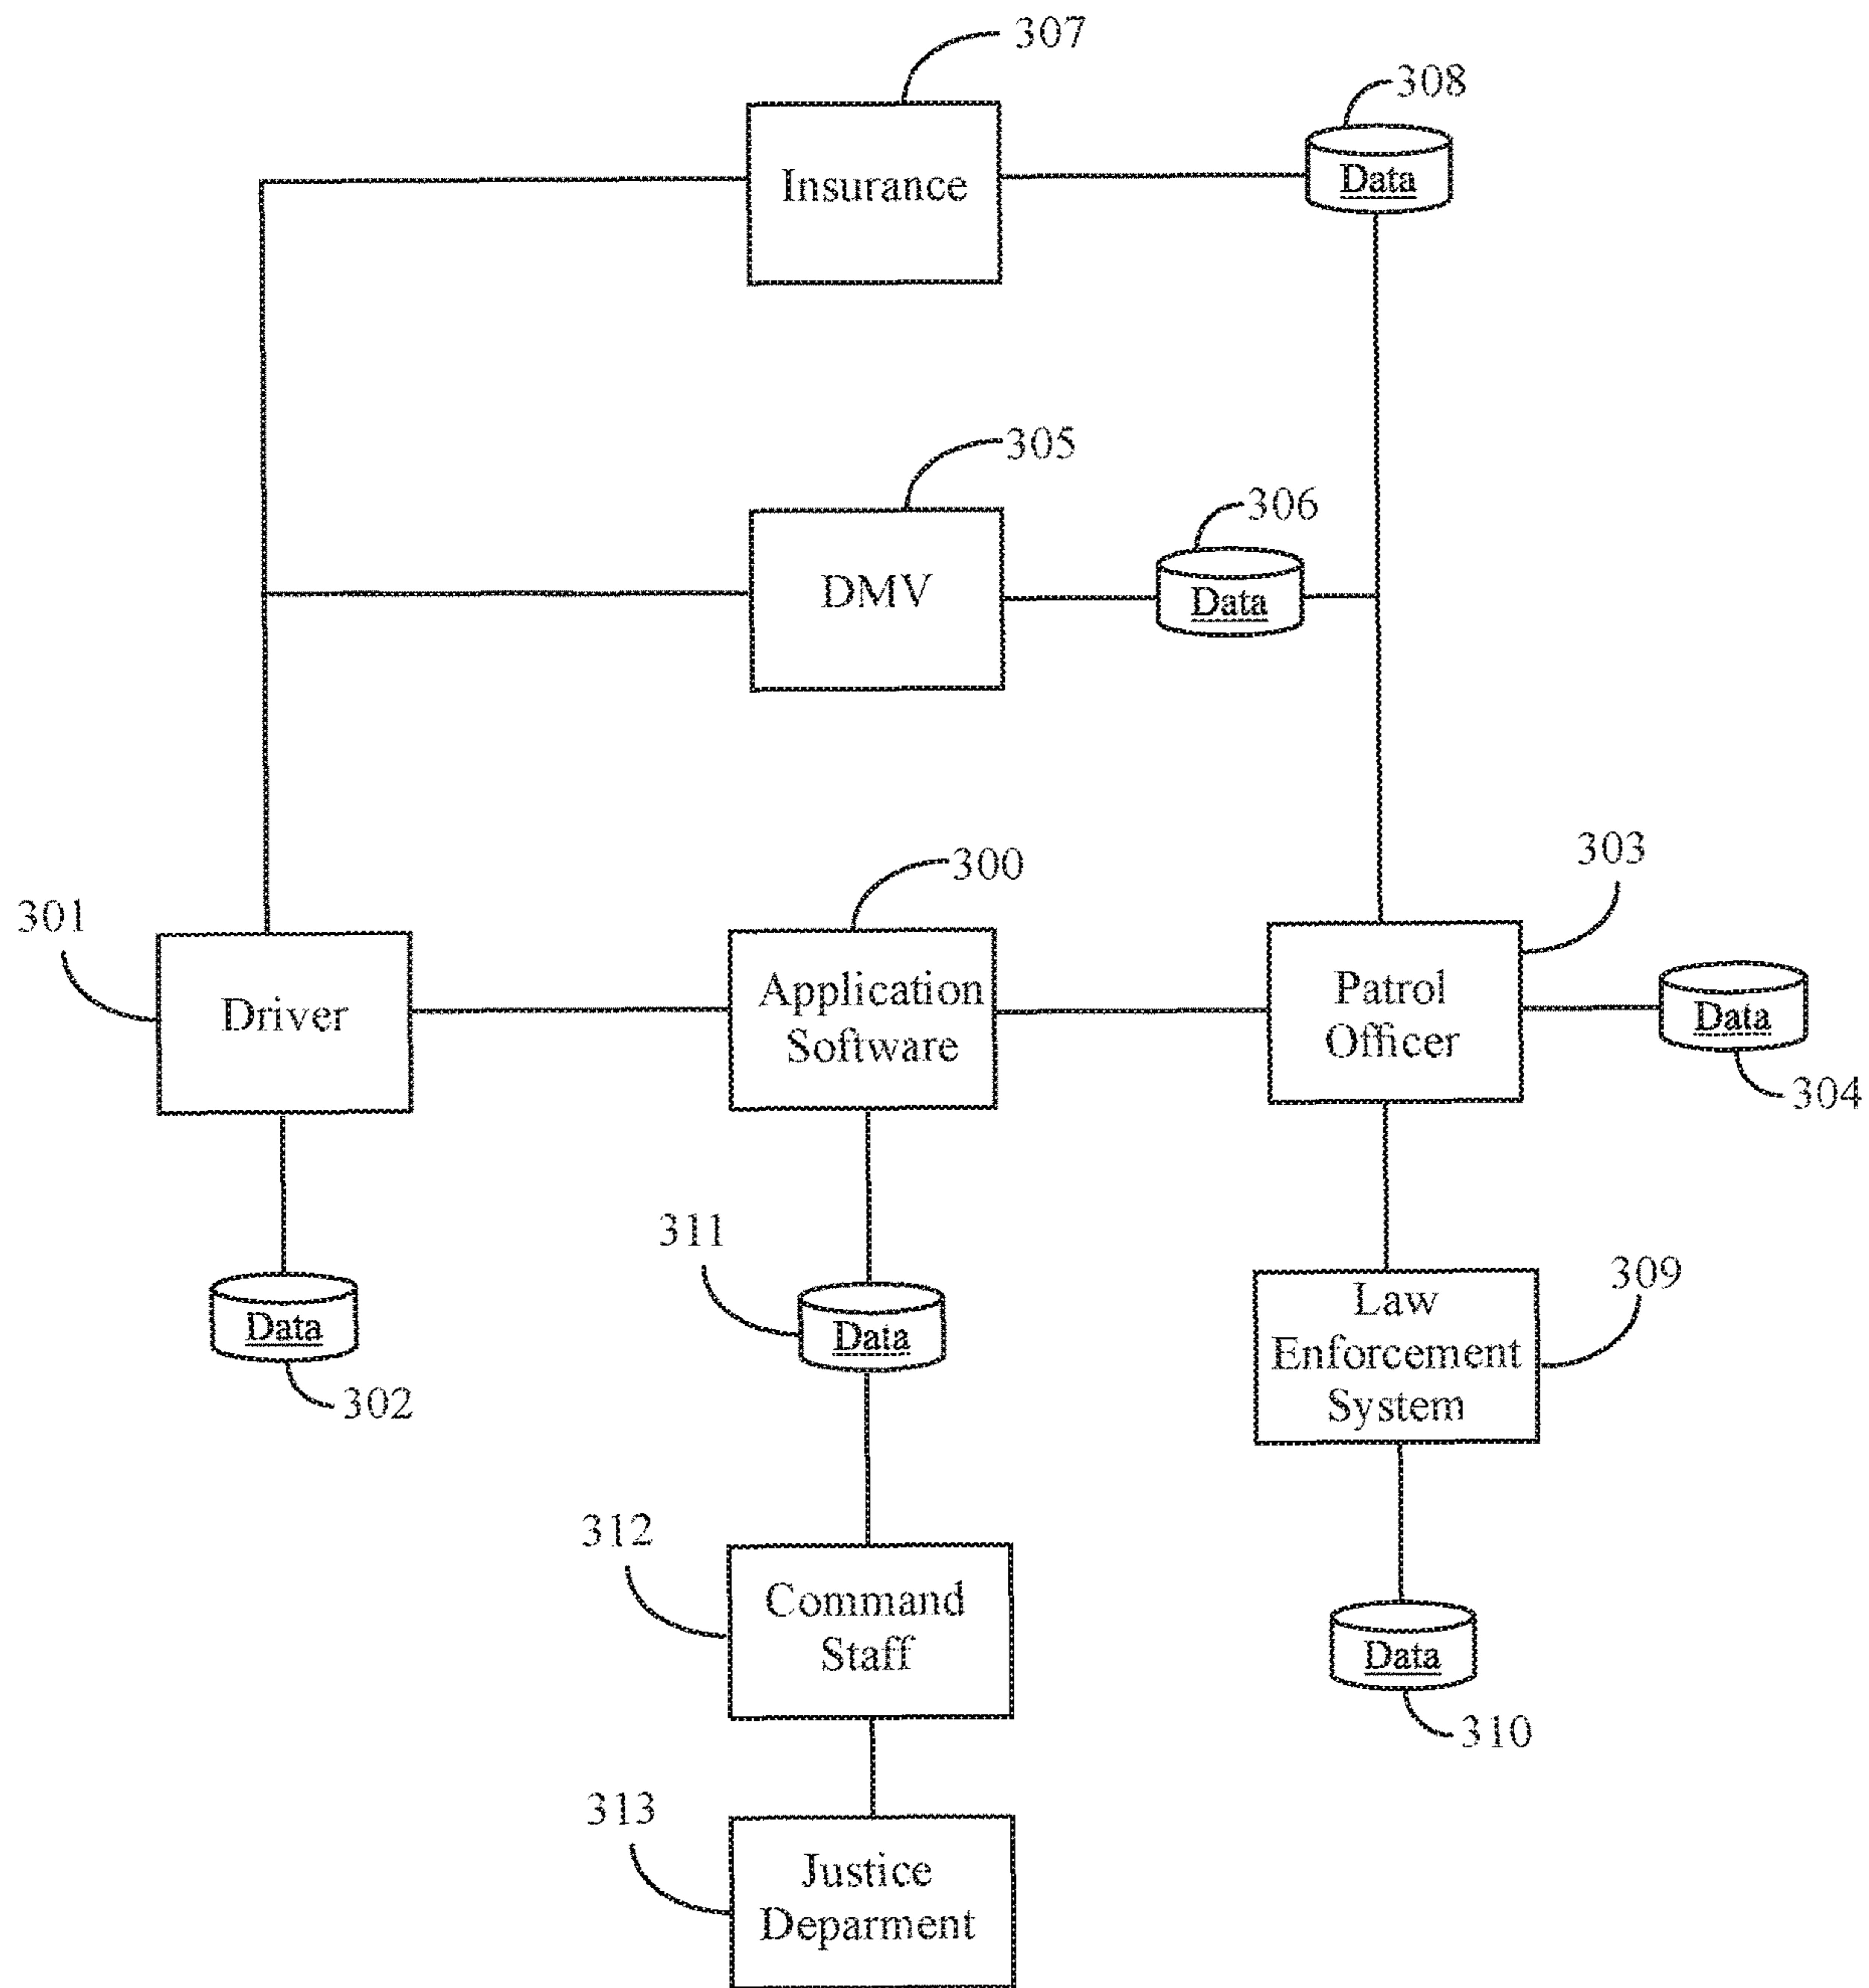 307
308
Insurance
Data
305
306
DMV
Data
300
303
301
Application
Software
Patrol
Officer
Driver
Data
304
311
309
Law
Enforcement
System
Data
Data
302
312
Command
Staff
Data
310
313
Justice
Deparment